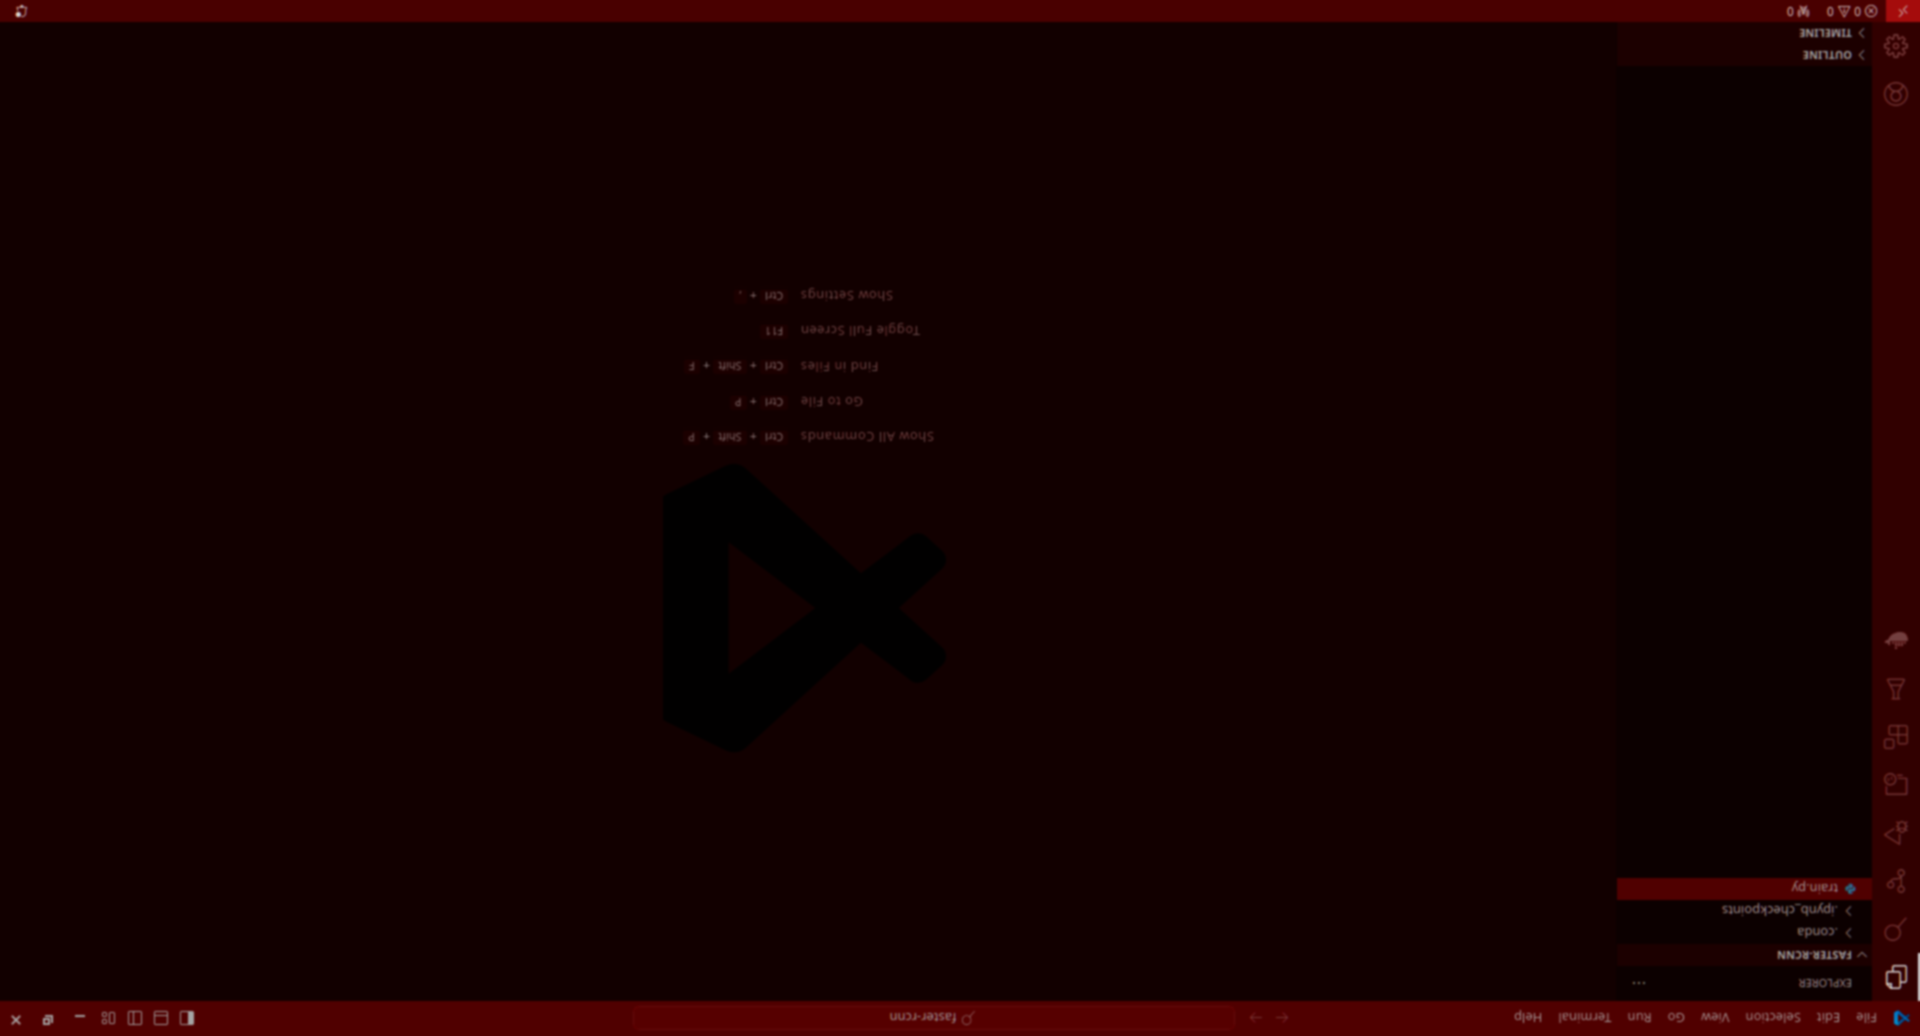 File Edit Selection View Go Run Terminal Help
faster-rcnn
EXPLORER
FASTER-RCNN
.conda
.ipynb_checkpoints
train.py
Show All Commands Ctrl + Shift + P
Go to File Ctrl + P
Find in Files Ctrl + Shift + F
Toggle Full Screen F11
Show Settings Ctrl + ,
OUTLINE
TIMELINE
0 0 0